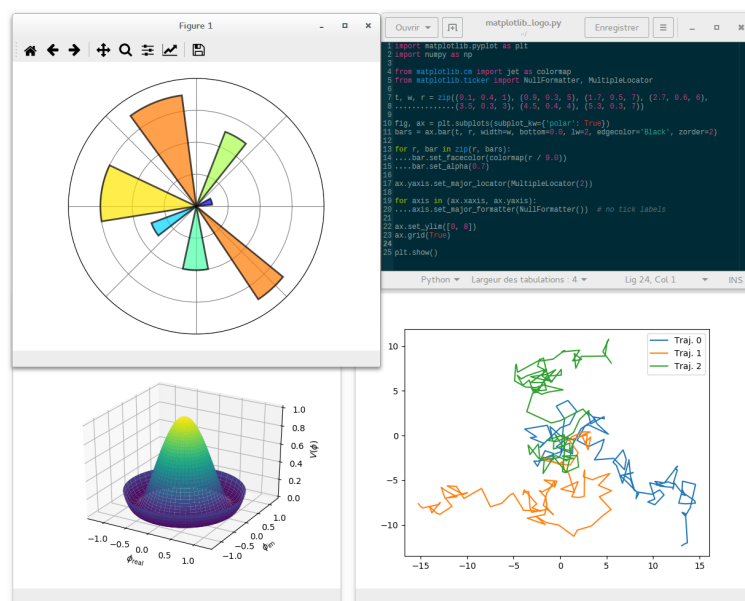 Figure 1
Ouvrir
matplotlib_logo.py
~/
Enregistrer
1 import matplotlib.pyplot as plt
2 import numpy as np
3
4 from matplotlib.cm import jet as colormap
5 from matplotlib.ticker import NullFormatter, MultipleLocator
6
7 t, w, r = zip((0.1, 0.4, 1), (0.9, 0.3, 5), (1.7, 0.5, 7), (2.7, 0.6, 6),
8 ..............(3.5, 0.3, 3), (4.5, 0.4, 4), (5.3, 0.3, 7))
9
10 fig, ax = plt.subplots(subplot_kw={'polar': True})
11 bars = ax.bar(t, r, width=w, bottom=0.0, lw=2, edgecolor='Black', zorder=2)
12
13 for r, bar in zip(r, bars):
14 ....bar.set_facecolor(colormap(r / 9.0))
15 ....bar.set_alpha(0.7)
16
17 ax.yaxis.set_major_locator(MultipleLocator(2))
18
19 for axis in (ax.xaxis, ax.yaxis):
20 ....axis.set_major_formatter(NullFormatter())  # no tick labels
21
22 ax.set_ylim([0, 8])
23 ax.grid(True)
24
25 plt.show()
Python Largeur des tabulations : 4 Lig 24, Col 1 INS
1.0
0.8
0.6
0.4
0.2
0.0
V(ϕ)
−1.0 −0.5 0.0 0.5 1.0
ϕreal
−1.0 −0.5 0.0 0.5 1.0
ϕim
Traj. 0
Traj. 1
Traj. 2
10
5
0
−5
−10
−15 −10 −5 0 5 10 15